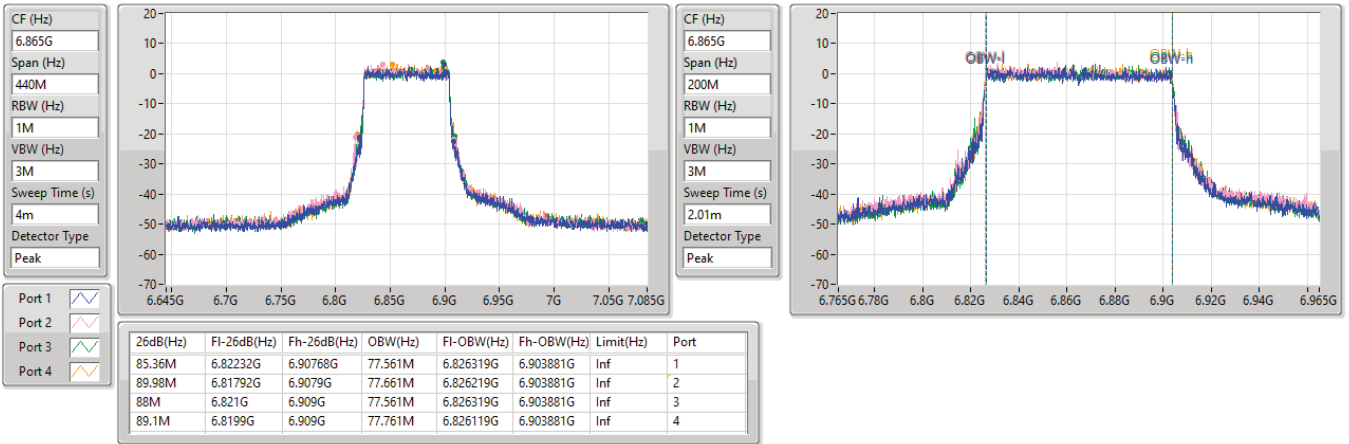 CF (Hz)
6.865G
Span (Hz)
440M
RBW (Hz)
1M
VBW (Hz)
3M
Sweep Time (s)
4m
Detector Type
Peak
20
10
0
-10
-20
-30
-40
-50
-60
-70
6.645G 6.7G 6.75G 6.8G 6.85G 6.9G 6.95G 7G 7.05G 7.085G
CF (Hz)
6.865G
Span (Hz)
200M
RBW (Hz)
1M
VBW (Hz)
3M
Sweep Time (s)
2.01m
Detector Type
Peak
20
10
0
-10
-20
-30
-40
-50
-60
-70
OBW-l OBW-h
6.765G 6.78G 6.8G 6.82G 6.84G 6.86G 6.88G 6.9G 6.92G 6.94G 6.965G
Port 1
Port 2
Port 3
Port 4
26dB(Hz) Fl-26dB(Hz) Fh-26dB(Hz) OBW(Hz) Fl-OBW(Hz) Fh-OBW(Hz) Limit(Hz) Port
85.36M 6.82232G 6.90768G 77.561M 6.826319G 6.903881G Inf 1
89.98M 6.81792G 6.9079G 77.661M 6.826219G 6.903881G Inf 2
88M 6.821G 6.909G 77.561M 6.826319G 6.903881G Inf 3
89.1M 6.8199G 6.909G 77.761M 6.826119G 6.903881G Inf 4